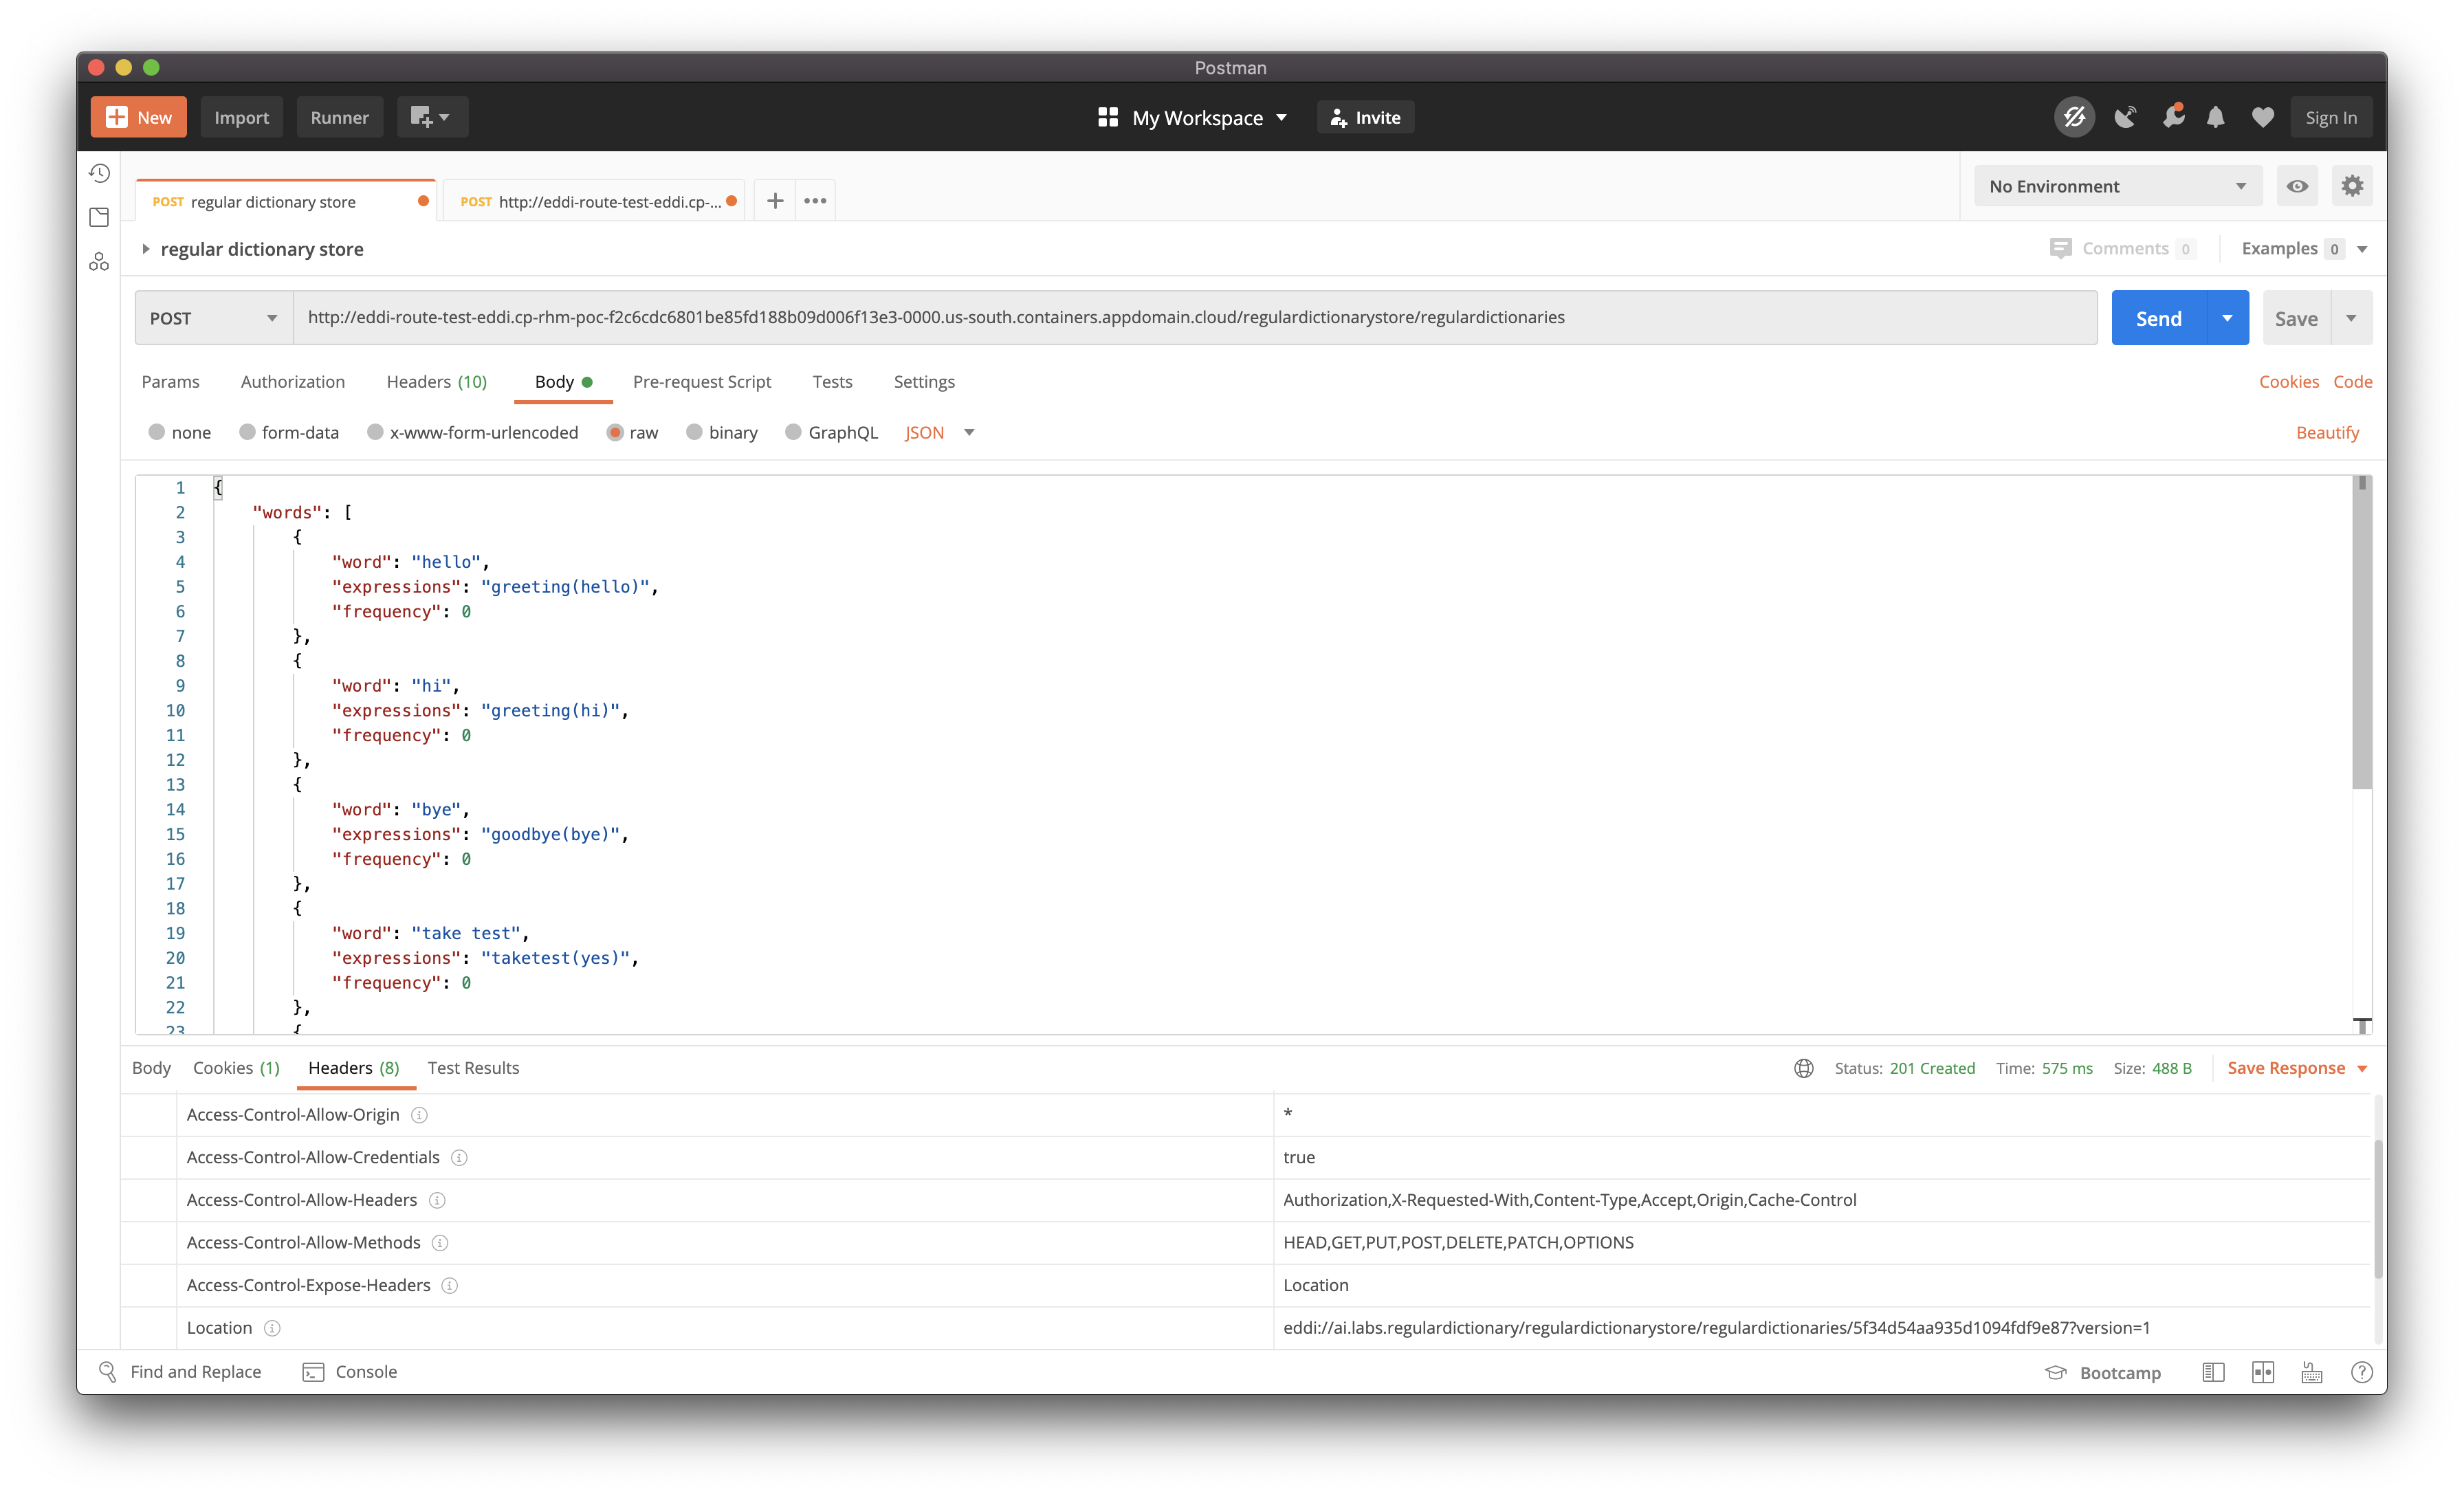 Postman
New Import Runner My Workspace Invite Sign In
POST regular dictionary store POST http://eddi-route-test-eddi.cp-... No Environment
regular dictionary store Comments 0 Examples 0
POST http://eddi-route-test-eddi.cp-rhm-poc-f2c6cdc6801be85fd188b09d006f13e3-0000.us-south.containers.appdomain.cloud/regulardictionarystore/regulardictionaries Send Save
Params Authorization Headers (10) Body Pre-request Script Tests Settings Cookies Code
none form-data x-www-form-urlencoded raw binary GraphQL JSON Beautify
1 {
2 "words": [
3 {
4 "word": "hello",
5 "expressions": "greeting(hello)",
6 "frequency": 0
7 },
8 {
9 "word": "hi",
10 "expressions": "greeting(hi)",
11 "frequency": 0
12 },
13 {
14 "word": "bye",
15 "expressions": "goodbye(bye)",
16 "frequency": 0
17 },
18 {
19 "word": "take test",
20 "expressions": "taketest(yes)",
21 "frequency": 0
22 },
23 {
Body Cookies (1) Headers (8) Test Results Status: 201 Created Time: 575 ms Size: 488 B Save Response
Access-Control-Allow-Origin *
Access-Control-Allow-Credentials true
Access-Control-Allow-Headers Authorization,X-Requested-With,Content-Type,Accept,Origin,Cache-Control
Access-Control-Allow-Methods HEAD,GET,PUT,POST,DELETE,PATCH,OPTIONS
Access-Control-Expose-Headers Location
Location eddi://ai.labs.regulardictionary/regulardictionarystore/regulardictionaries/5f34d54aa935d1094fdf9e87?version=1
Find and Replace Console Bootcamp